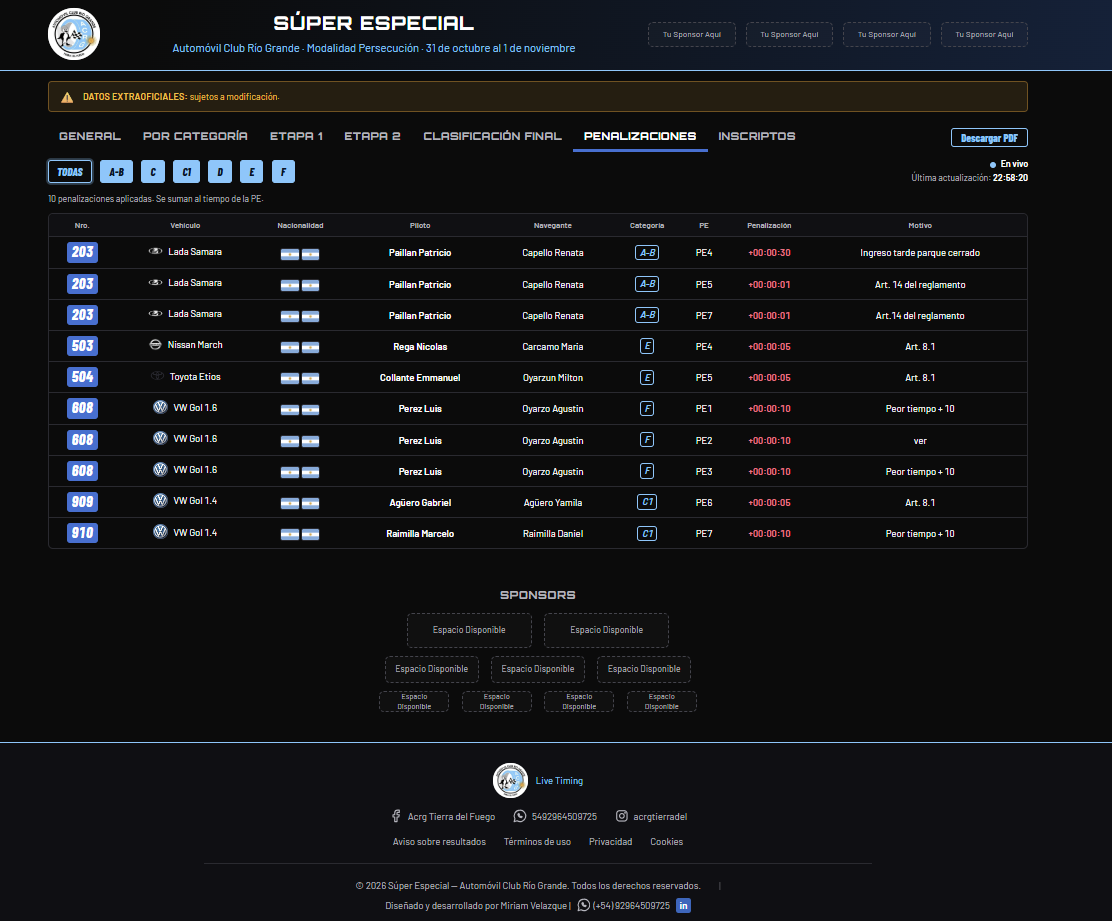 SÚPER ESPECIAL
Automóvil Club Río Grande · Modalidad Persecución · 31 de octubre al 1 de noviembre
Tu Sponsor Aquí Tu Sponsor Aquí Tu Sponsor Aquí Tu Sponsor Aquí
DATOS EXTRAOFICIALES: sujetos a modificación.
GENERAL POR CATEGORÍA ETAPA 1 ETAPA 2 CLASIFICACIÓN FINAL PENALIZACIONES INSCRIPTOS
Descargar PDF
TODAS A-B C C1 D E F
En vivo
Última actualización: 22:58:20
10 penalizaciones aplicadas. Se suman al tiempo de la PE.
Nro. Vehículo Nacionalidad Piloto Navegante Categoría PE Penalización Motivo
203 Lada Samara Paillan Patricio Capello Renata A-B PE4 +00:00:30 Ingreso tarde parque cerrado
203 Lada Samara Paillan Patricio Capello Renata A-B PE5 +00:00:01 Art. 14 del reglamento
203 Lada Samara Paillan Patricio Capello Renata A-B PE7 +00:00:01 Art.14 del reglamento
503 Nissan March Rega Nicolas Carcamo Maria E PE4 +00:00:05 Art. 8.1
504 Toyota Etios Collante Emmanuel Oyarzun Milton E PE5 +00:00:05 Art. 8.1
608 VW Gol 1.6 Perez Luis Oyarzo Agustin F PE1 +00:00:10 Peor tiempo + 10
608 VW Gol 1.6 Perez Luis Oyarzo Agustin F PE2 +00:00:10 ver
608 VW Gol 1.6 Perez Luis Oyarzo Agustin F PE3 +00:00:10 Peor tiempo + 10
909 VW Gol 1.4 Agüero Gabriel Agüero Yamila C1 PE6 +00:00:05 Art. 8.1
910 VW Gol 1.4 Raimilla Marcelo Raimilla Daniel C1 PE7 +00:00:10 Peor tiempo + 10
SPONSORS
Espacio Disponible Espacio Disponible
Espacio Disponible Espacio Disponible Espacio Disponible
Espacio Disponible Espacio Disponible Espacio Disponible Espacio Disponible
Live Timing
Acrg Tierra del Fuego 5492964509725 acrgtierradel
Aviso sobre resultados Términos de uso Privacidad Cookies
© 2026 Súper Especial — Automóvil Club Río Grande. Todos los derechos reservados. |
Diseñado y desarrollado por Miriam Velazque | (+54) 92964509725 in